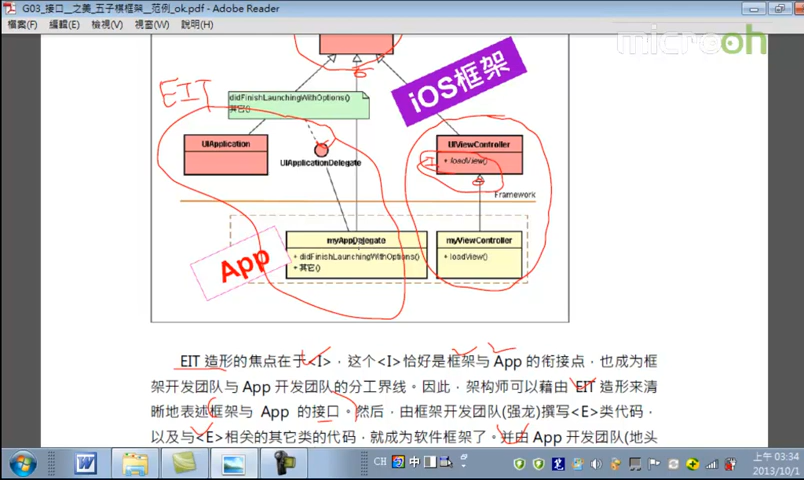 G03_接口__之美_五子棋框架__范例_ok.pdf - Adobe Reader
檔案(F) 編輯(E) 檢視(V) 視窗(W) 說明(H)
microoh
EIT
didFinishLaunchingWithOptions()
其它()
iOS框架
UIApplication
UIApplicationDelegate
UIViewController
+ loadView()
I
Framework
App
myAppDelegate
+ didFinishLaunchingWithOptions()
+ 其它()
myViewController
+ loadView()
EIT 造形的焦点在于<I>，这个<I>恰好是框架与 App 的衔接点，也成为框
架开发团队与 App 开发团队的分工界线。因此，架构师可以藉由 EIT 造形来清
晰地表述框架与 App 的接口。然后，由框架开发团队(强龙)撰写<E>类代码，
以及与<E>相关的其它类的代码，就成为软件框架了。并由 App 开发团队(地头
CH 中
上午 03:34
2013/10/1